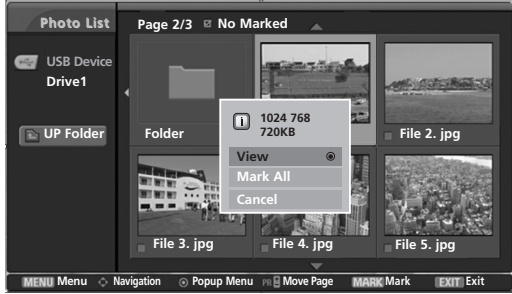 Photo List
Page 2/3 No Marked
USB Device
Drive1
UP Folder
Folder
File 2. jpg
1024 768
720KB
View
Mark All
Cancel
File 3. jpg
File 4. jpg
File 5. jpg
MENU Menu Navigation Popup Menu PR Move Page MARK Mark EXIT Exit